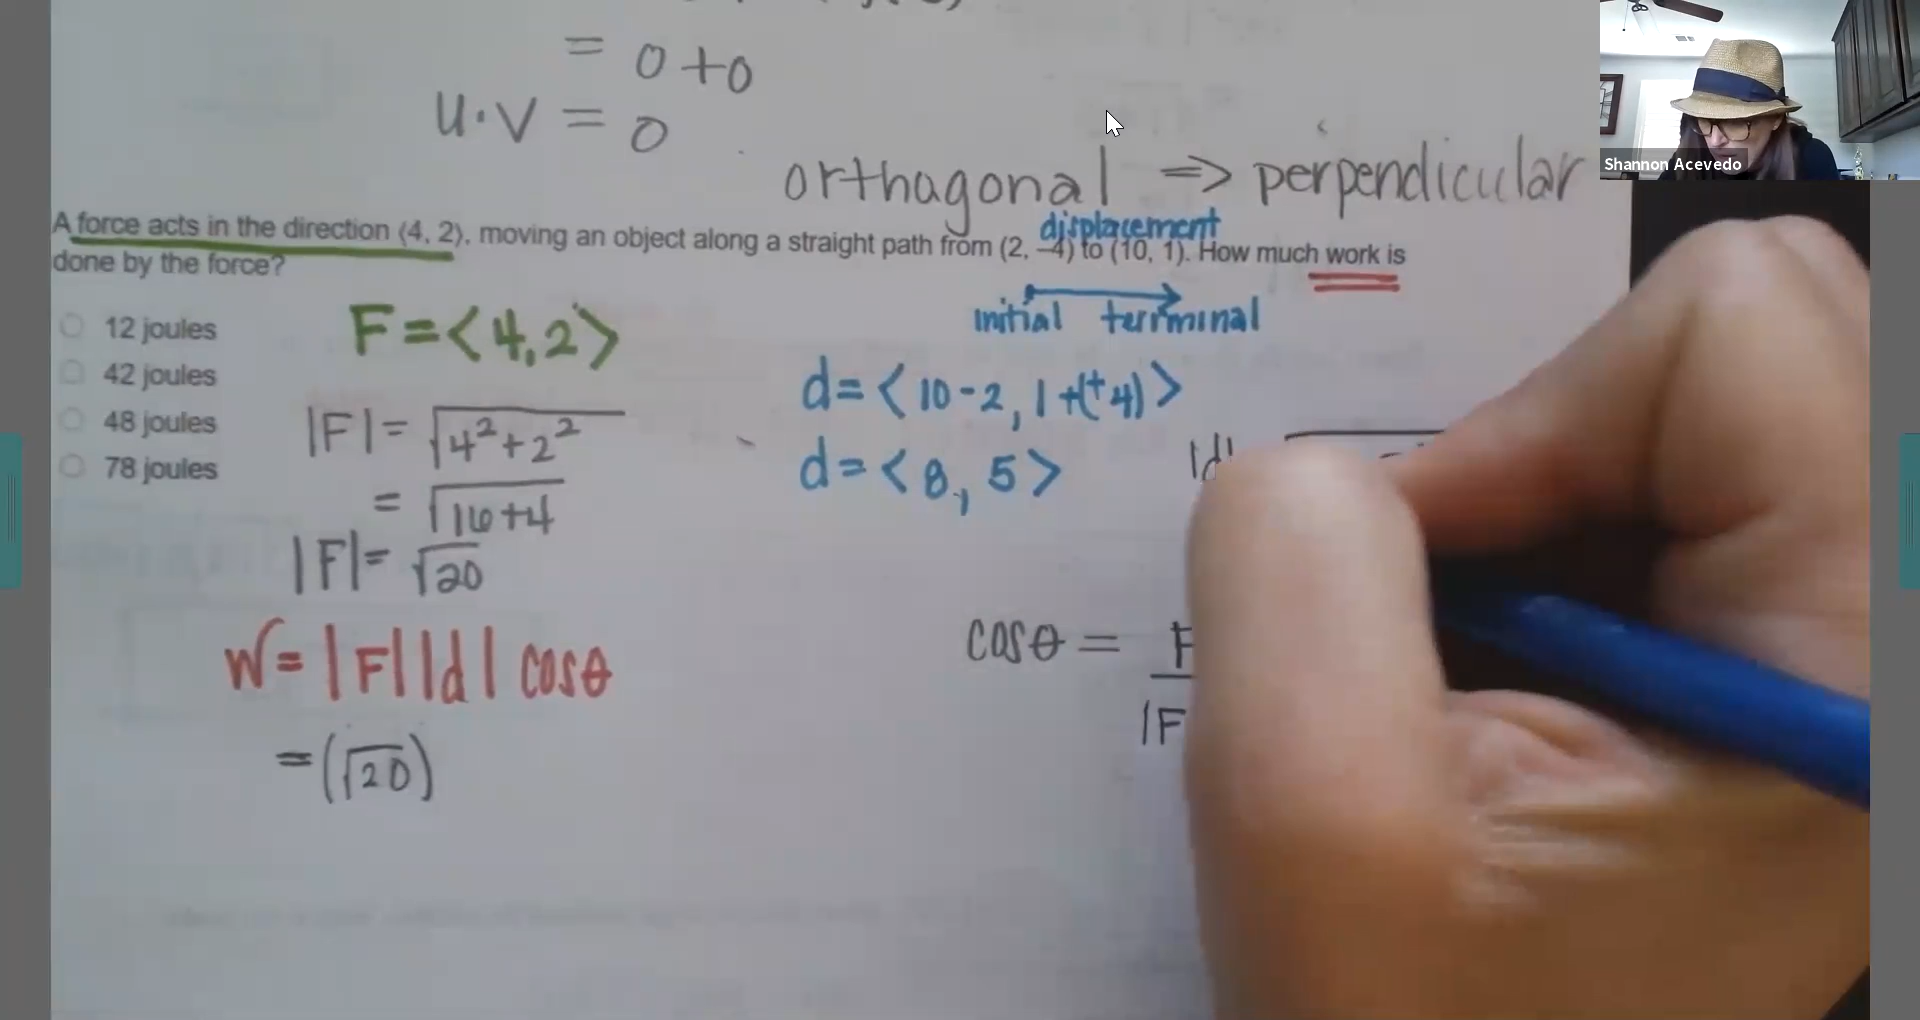 = 0 + 0
u·v = 0
orthagonal => perpendicular
Shannon Acevedo
displacement
A force acts in the direction ⟨4, 2⟩, moving an object along a straight path from (2, –4) to (10, 1). How much work is
done by the force?
initial terminal
12 joules
42 joules
48 joules
78 joules
F = <4,2>
|F| = √4²+2²
= √16+4
|F| = √20
d = <10-2, 1+(+4)>
d = <8, 5>
|d|
W = |F||d| cosθ
= (√20)
cosθ = F
|F